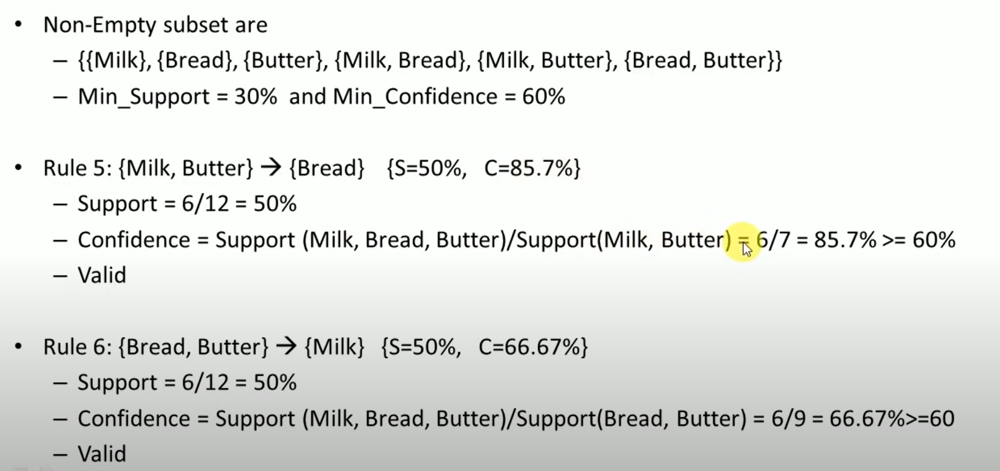 • Non-Empty subset are
– {{Milk}, {Bread}, {Butter}, {Milk, Bread}, {Milk, Butter}, {Bread, Butter}}
– Min_Support = 30% and Min_Confidence = 60%
• Rule 5: {Milk, Butter} → {Bread} {S=50%, C=85.7%}
– Support = 6/12 = 50%
– Confidence = Support (Milk, Bread, Butter)/Support(Milk, Butter) = 6/7 = 85.7% >= 60%
– Valid
• Rule 6: {Bread, Butter} → {Milk} {S=50%, C=66.67%}
– Support = 6/12 = 50%
– Confidence = Support (Milk, Bread, Butter)/Support(Bread, Butter) = 6/9 = 66.67%>=60
– Valid